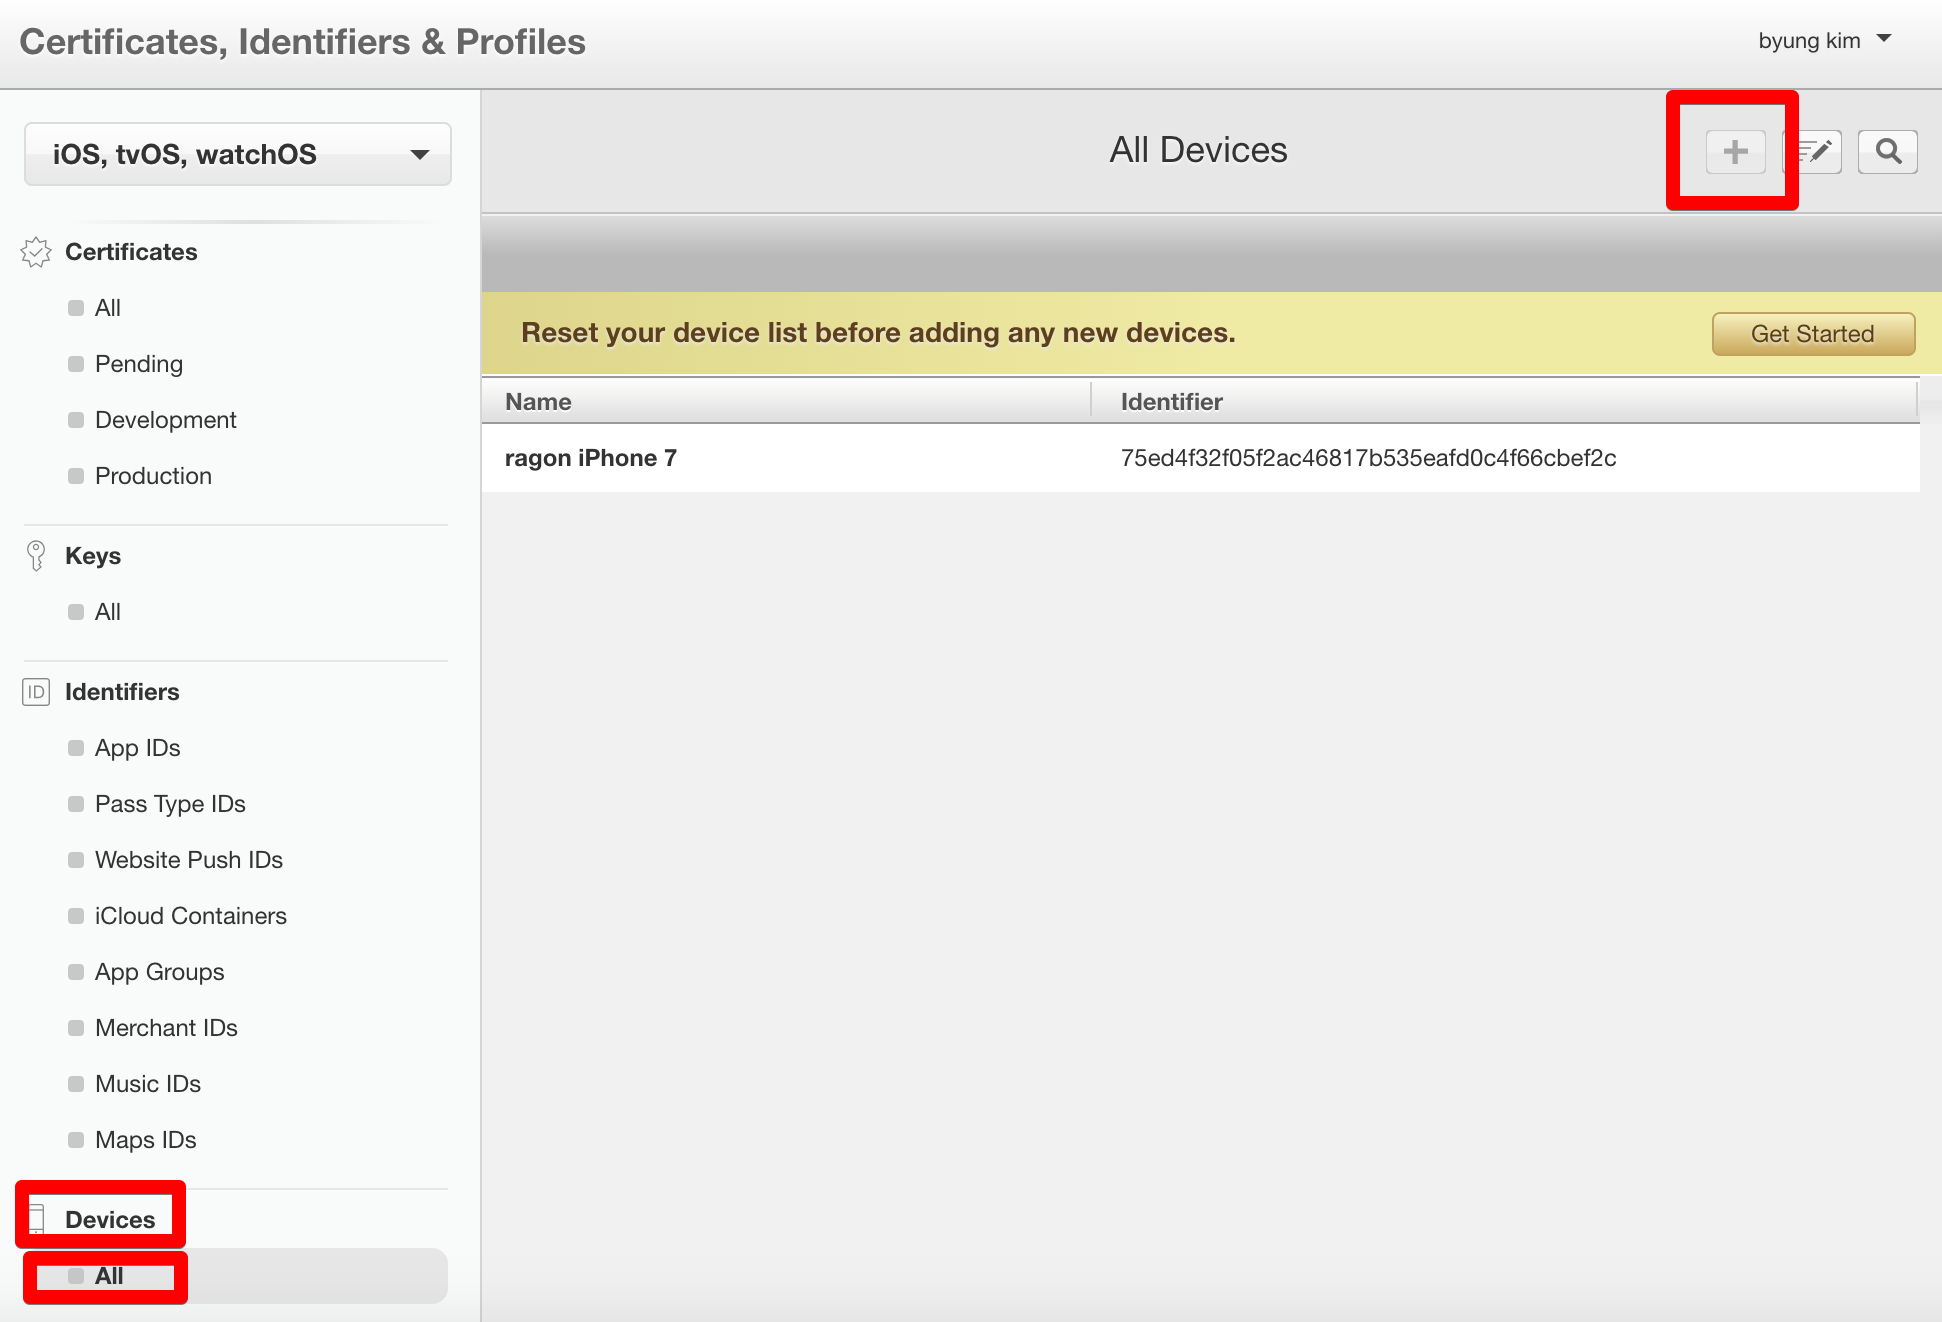 Certificates, Identifiers & Profiles
byung kim
iOS, tvOS, watchOS
Certificates
All
Pending
Development
Production
Keys
All
ID
Identifiers
App IDs
Pass Type IDs
Website Push IDs
iCloud Containers
App Groups
Merchant IDs
Music IDs
Maps IDs
Devices
All
All Devices
Reset your device list before adding any new devices.
Get Started
Name
Identifier
ragon iPhone 7
75ed4f32f05f2ac46817b535eafd0c4f66cbef2c